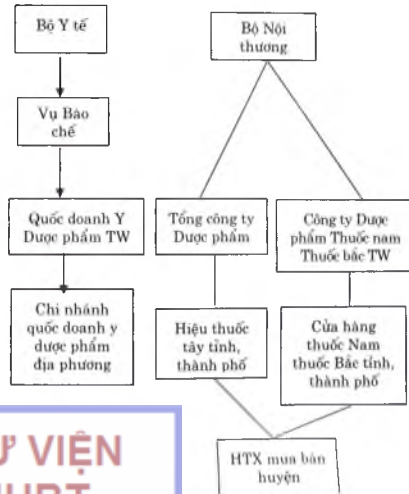 Bộ Y tế
Bộ Nội
thương
Vụ Bào
chế
Quốc doanh Y
Dược phẩm TW
Tổng công ty
Dược phẩm
Công ty Dược
phẩm Thuốc nam
Thuốc bắc TW
Chi nhánh
quốc doanh y
dược phẩm
địa phương
Hiệu thuốc
tây tỉnh,
thành phố
Cửa hàng
thuốc Nam
thuốc Bắc tỉnh,
thành phố
HTX mua bán
huyện
VIỆN